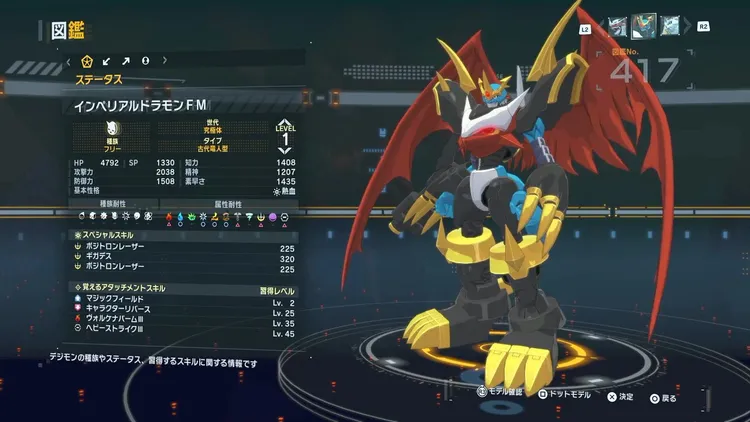 図鑑
L2
R2
図鑑No.
417
ステータス
インペリアルドラモンFM
種族
フリー
世代
究極体
タイプ
古代竜人型
LEVEL
1
HP 4792 SP 1330 知力 1408
攻撃力 2038 精神 1207
防御力 1508 素早さ 1435
基本性格 熱血
種族耐性 属性耐性
スペシャルスキル
ポジトロンレーザー 225
ギガデス 320
ポジトロンレーザー 225
覚えるアタッチメントスキル 習得レベル
マジックフィールド Lv. 2
キャラクターリバース Lv. 25
ヴォルケナパームⅢ Lv. 35
ヘビーストライクⅢ Lv. 45
デジモンの種族やステータス、習得するスキルに関する情報です
R3 モデル確認 ドットモデル 決定 戻る